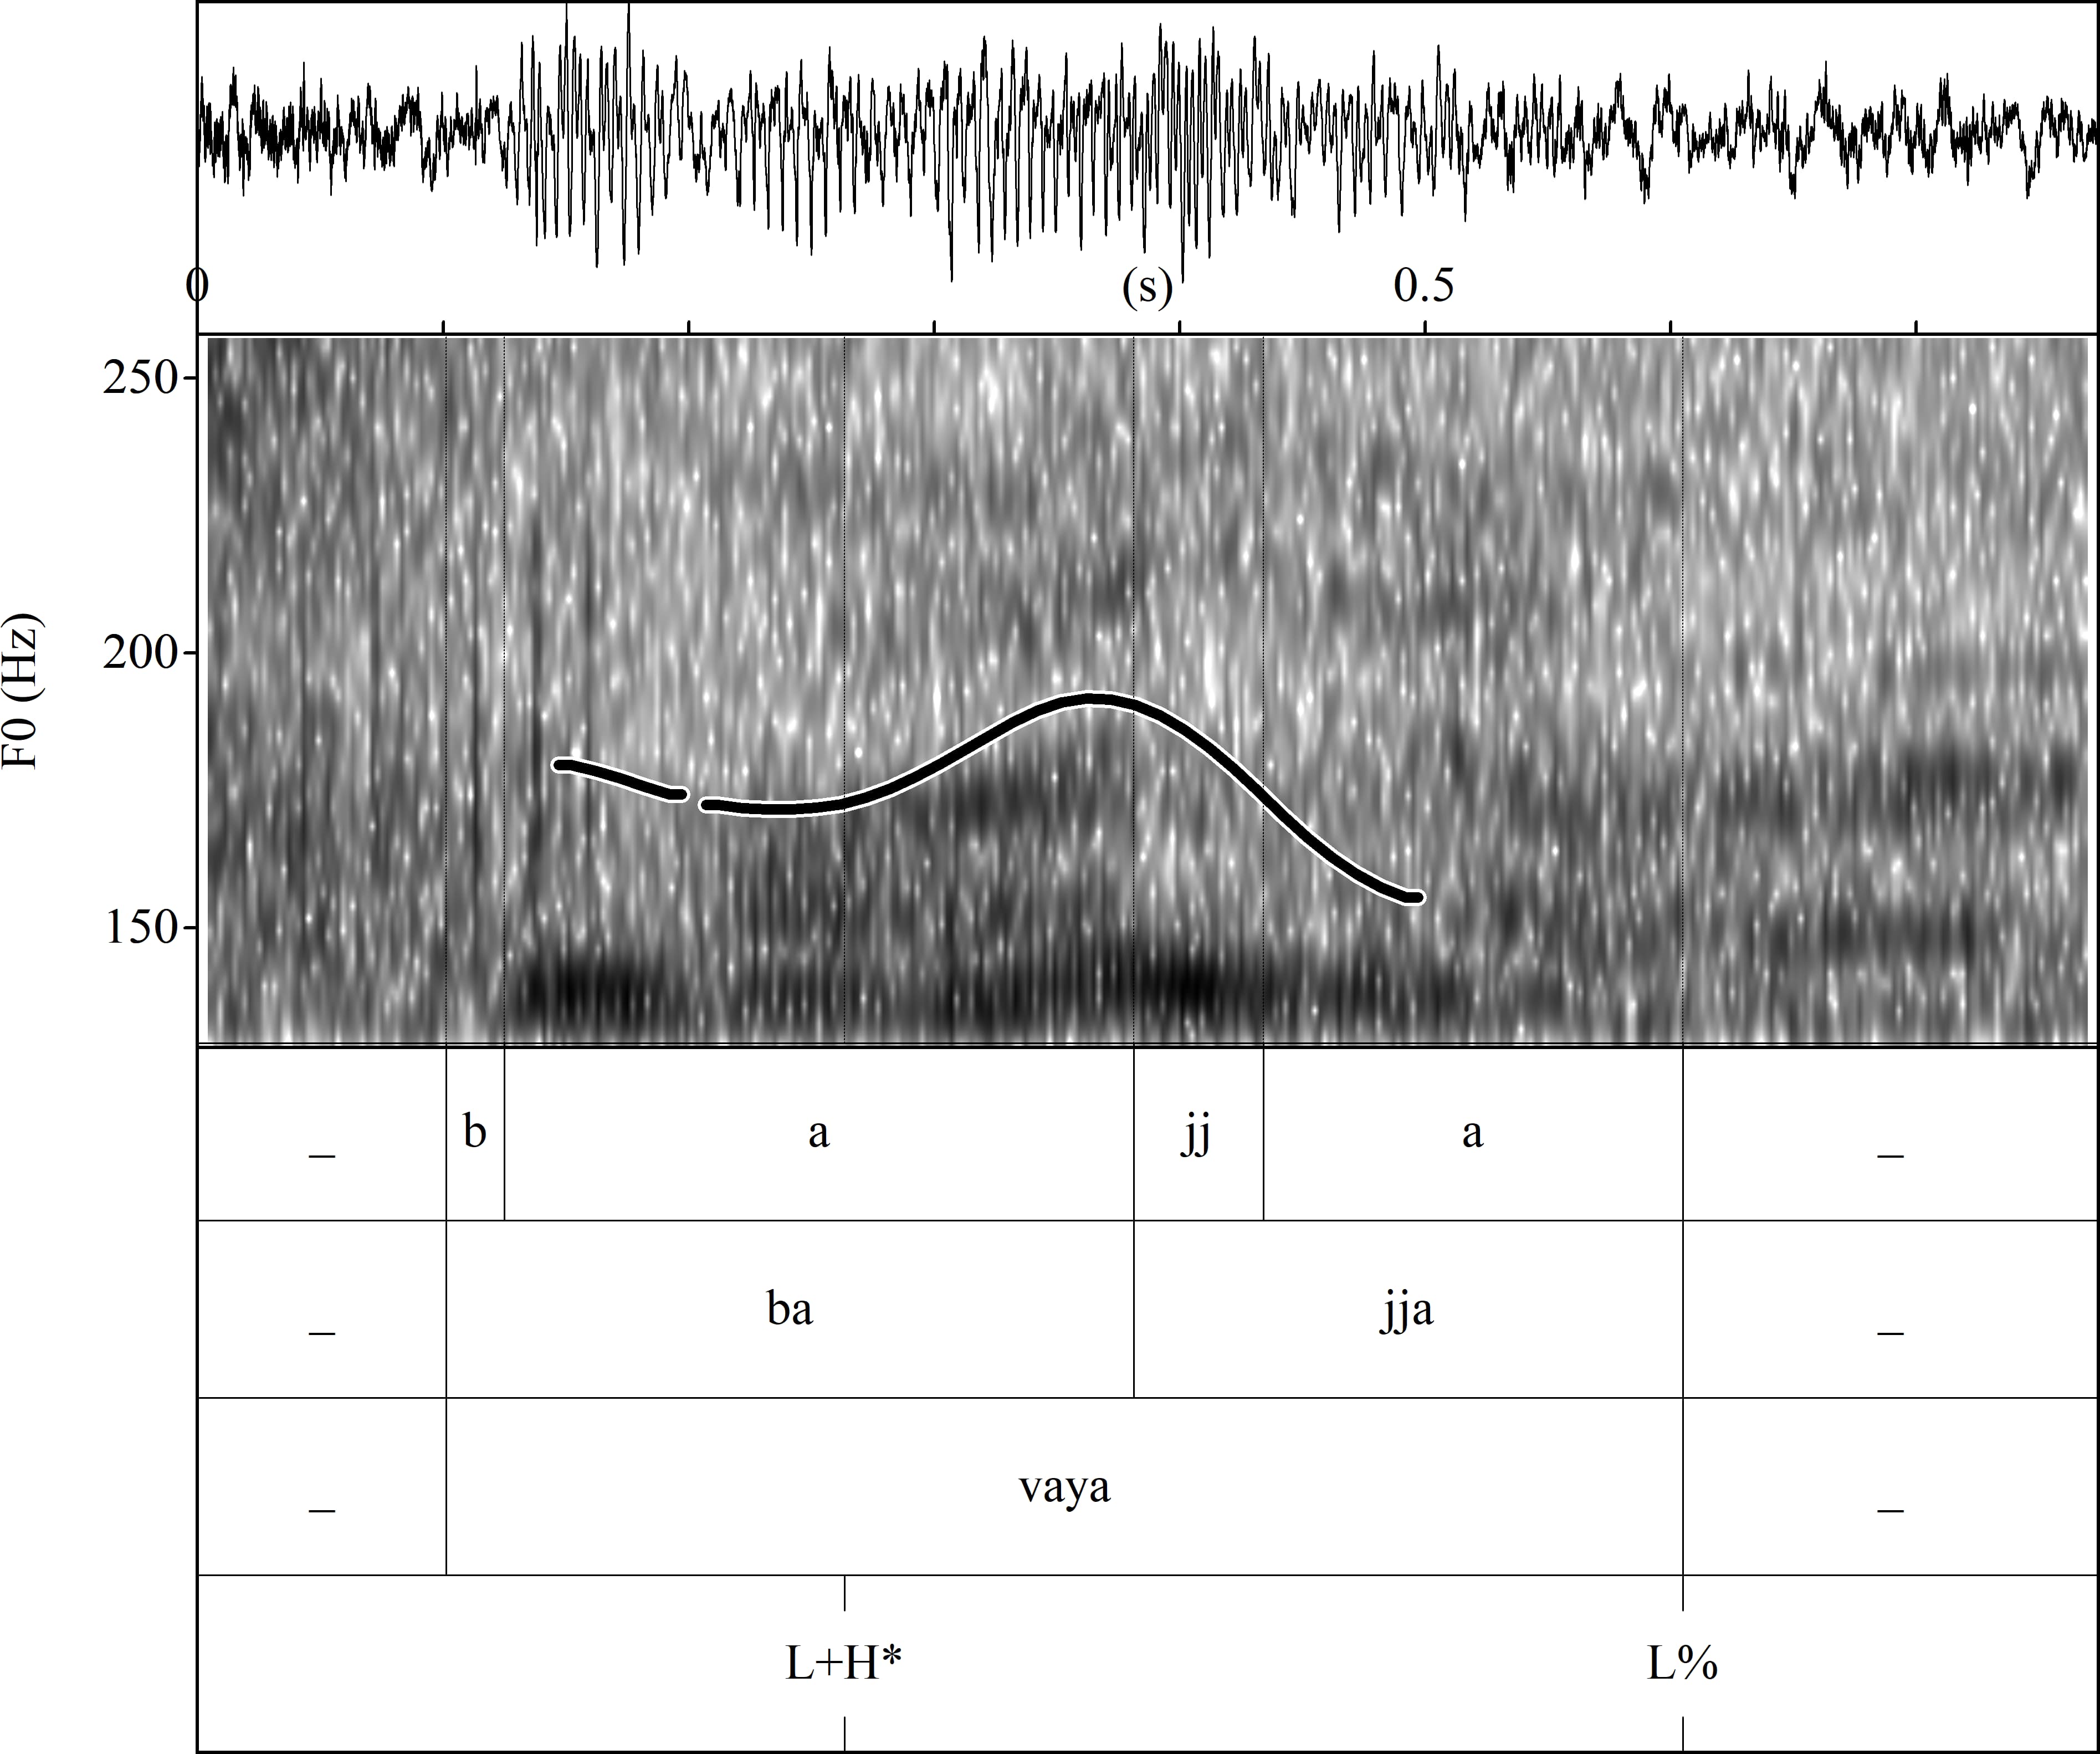 0 (s) 0.5
250
200
150
F0 (Hz)
_ b a jj a _
_ ba jja _
_ vaya _
L+H* L%